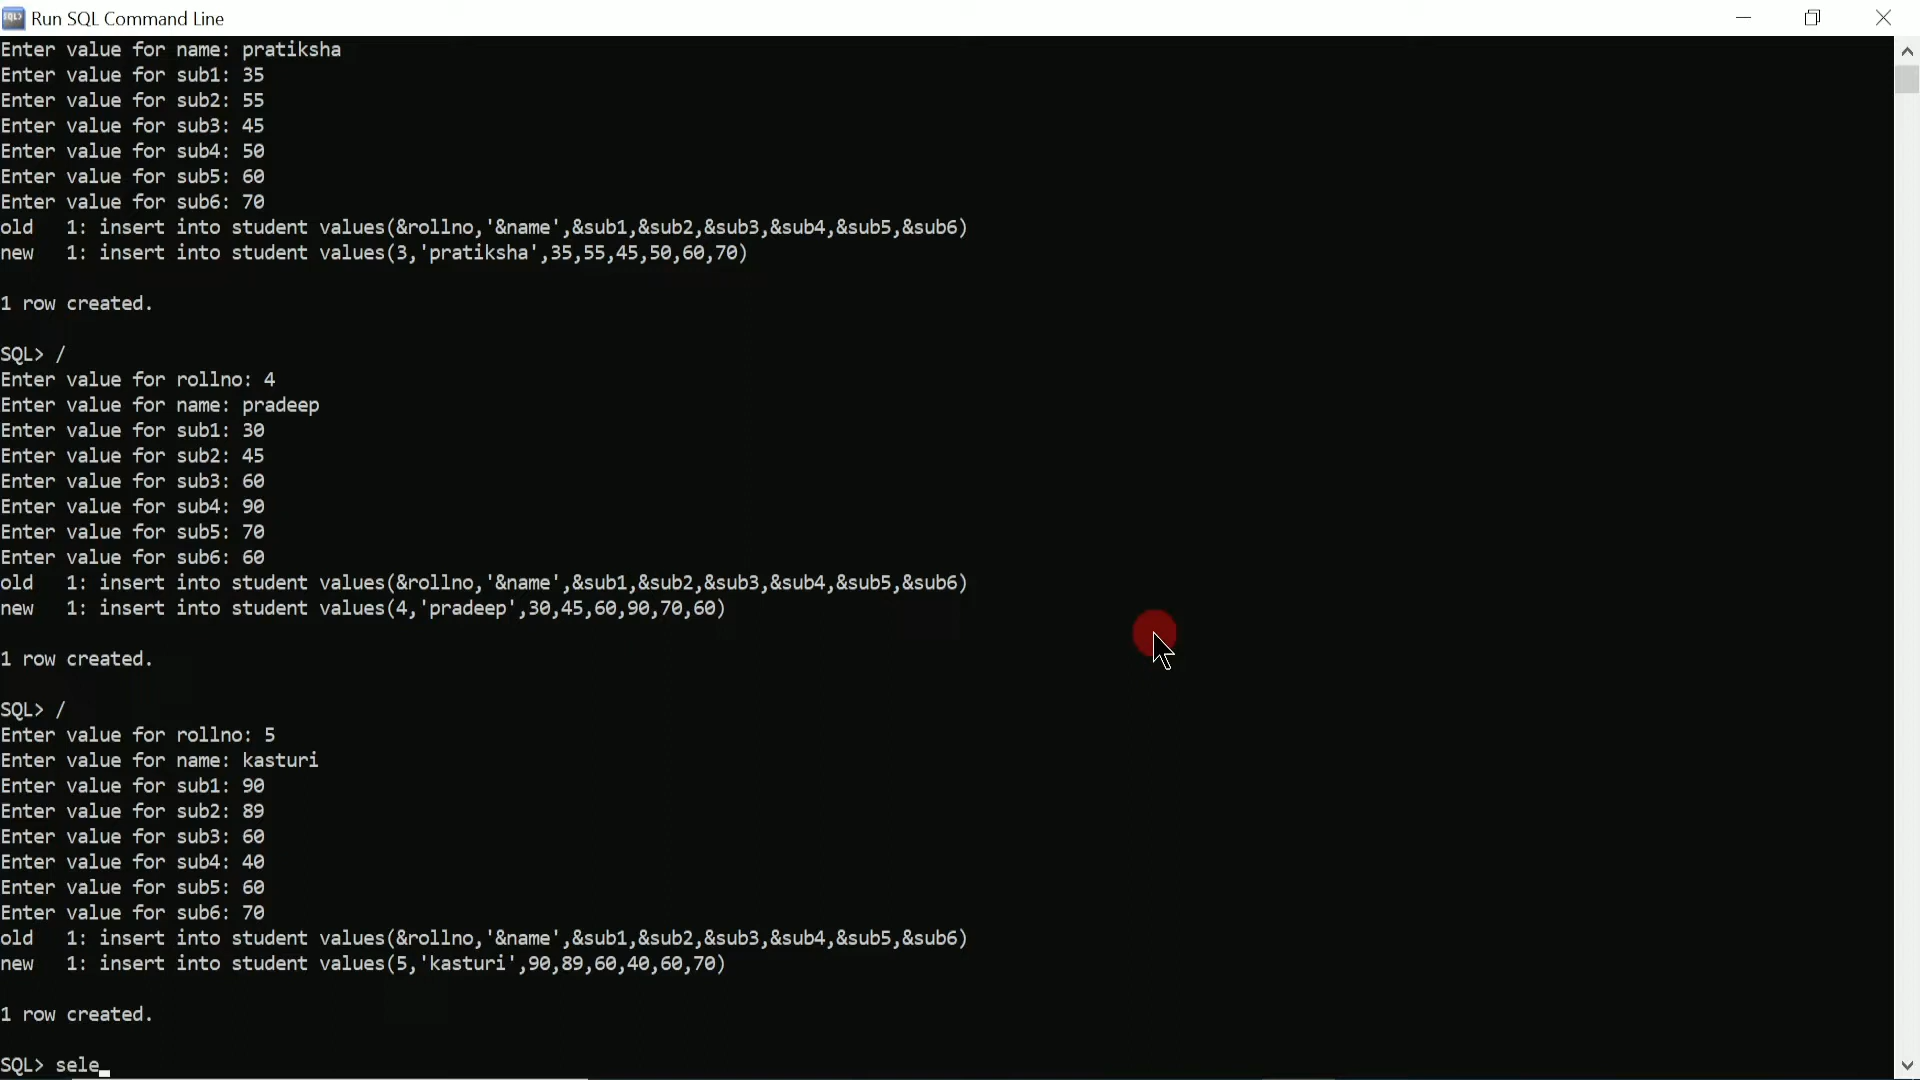 Run SQL Command Line
Enter value for name: pratiksha
Enter value for sub1: 35
Enter value for sub2: 55
Enter value for sub3: 45
Enter value for sub4: 50
Enter value for sub5: 60
Enter value for sub6: 70
old   1: insert into student values(&rollno,'&name',&sub1,&sub2,&sub3,&sub4,&sub5,&sub6)
new   1: insert into student values(3,'pratiksha',35,55,45,50,60,70)
1 row created.
SQL> /
Enter value for rollno: 4
Enter value for name: pradeep
Enter value for sub1: 30
Enter value for sub2: 45
Enter value for sub3: 60
Enter value for sub4: 90
Enter value for sub5: 70
Enter value for sub6: 60
old   1: insert into student values(&rollno,'&name',&sub1,&sub2,&sub3,&sub4,&sub5,&sub6)
new   1: insert into student values(4,'pradeep',30,45,60,90,70,60)
1 row created.
SQL> /
Enter value for rollno: 5
Enter value for name: kasturi
Enter value for sub1: 90
Enter value for sub2: 89
Enter value for sub3: 60
Enter value for sub4: 40
Enter value for sub5: 60
Enter value for sub6: 70
old   1: insert into student values(&rollno,'&name',&sub1,&sub2,&sub3,&sub4,&sub5,&sub6)
new   1: insert into student values(5,'kasturi',90,89,60,40,60,70)
1 row created.
SQL> sele